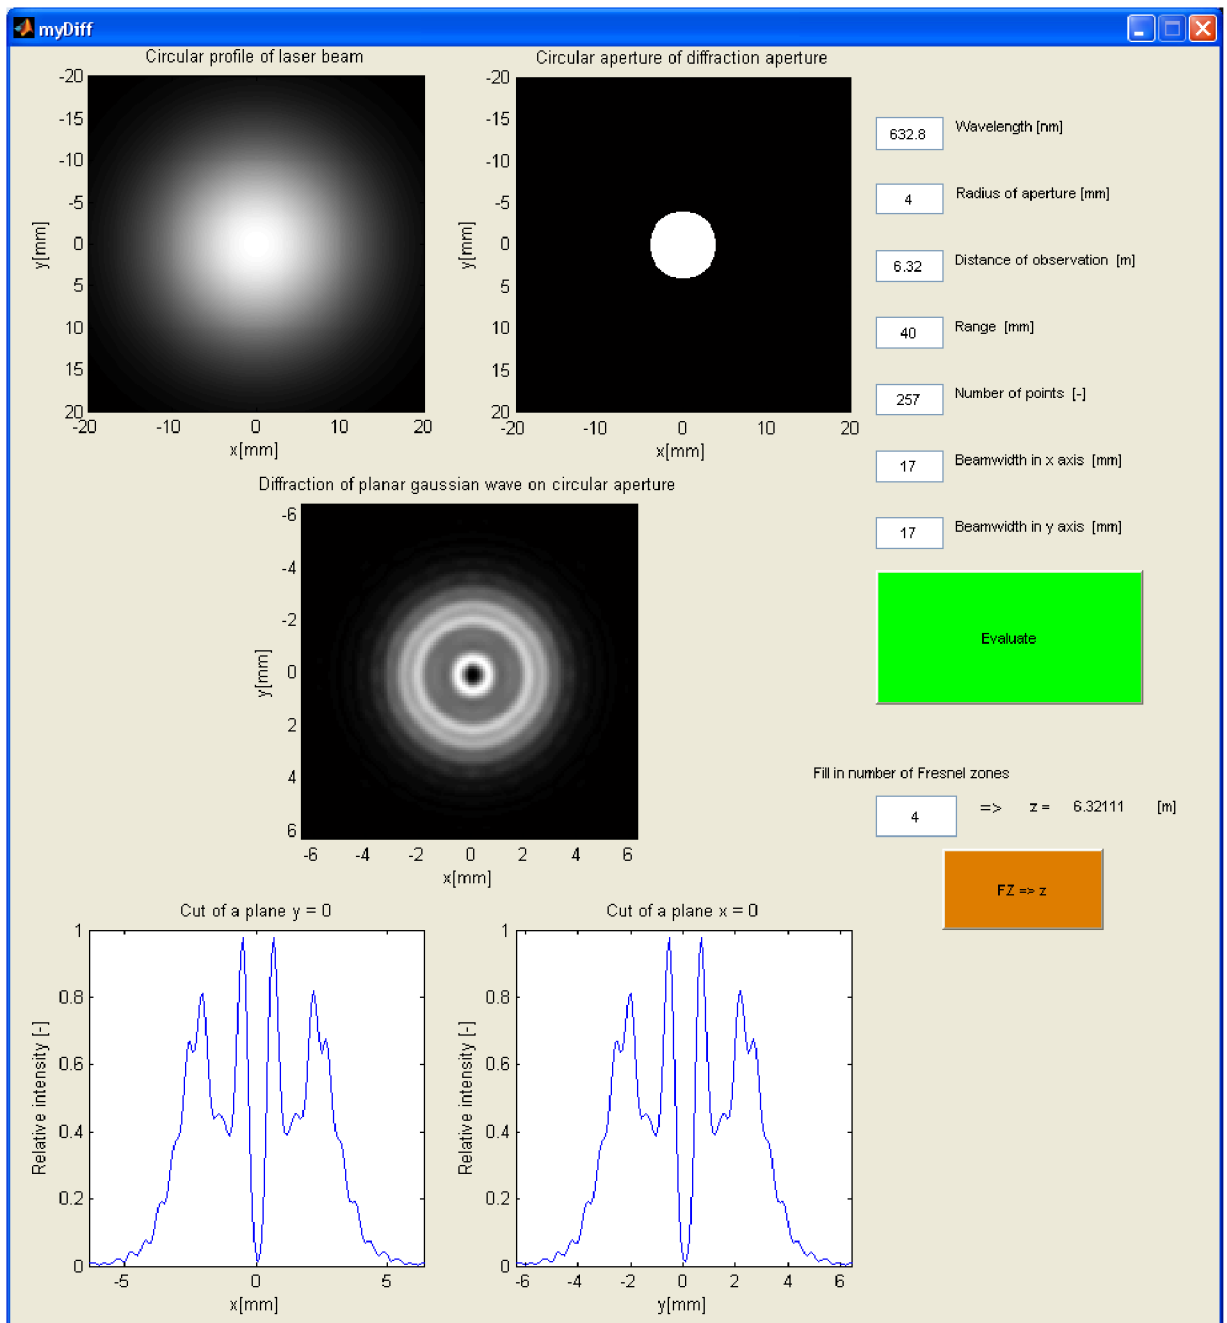 myDiff
Circular profile of laser beam
-20
-15
-10
-5
0
5
10
15
20
y[mm]
-20 -10 0 10 20
x[mm]
Circular aperture of diffraction aperture
-20
-15
-10
-5
0
5
10
15
20
y[mm]
-20 -10 0 10 20
x[mm]
632.8 Wavelength [nm]
4 Radius of aperture [mm]
6.32 Distance of observation [m]
40 Range [mm]
257 Number of points [-]
17 Beamwidth in x axis [mm]
17 Beamwidth in y axis [mm]
Evaluate
Diffraction of planar gaussian wave on circular aperture
-6
-4
-2
0
2
4
6
y[mm]
-6 -4 -2 0 2 4 6
x[mm]
Fill in number of Fresnel zones
4 => z = 6.32111 [m]
FZ => z
Cut of a plane y = 0
1
0.8
0.6
0.4
0.2
0
Relative intensity [-]
-5 0 5
x[mm]
Cut of a plane x = 0
1
0.8
0.6
0.4
0.2
0
Relative intensity [-]
-6 -4 -2 0 2 4 6
y[mm]